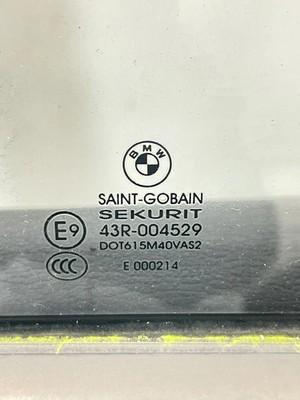 BMW
SAINT-GOBAIN
SEKURIT
E9 43R-004529
DOT615M40VAS2
CCC E 000214